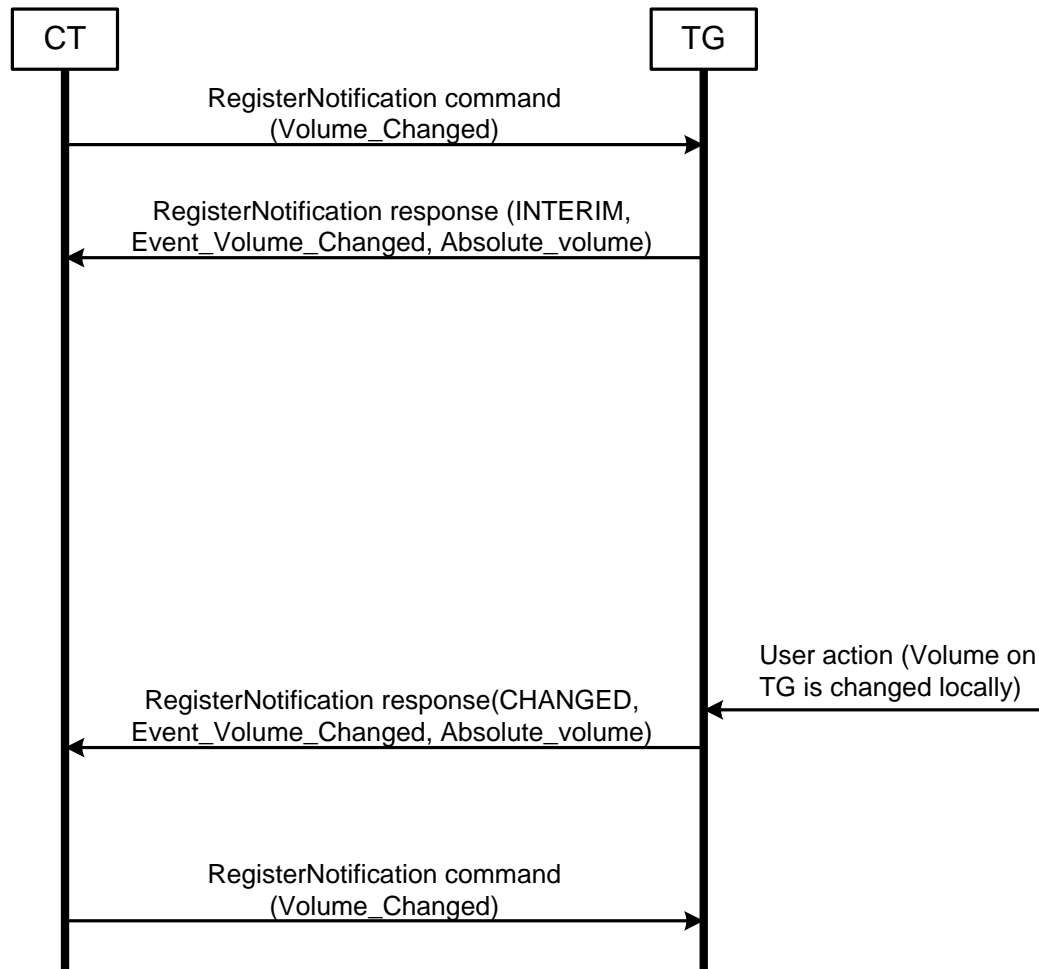 CT
TG
RegisterNotification command
(Volume_Changed)
RegisterNotification response (INTERIM,
Event_Volume_Changed, Absolute_volume)
User action (Volume on
TG is changed locally)
RegisterNotification response(CHANGED,
Event_Volume_Changed, Absolute_volume)
RegisterNotification command
(Volume_Changed)